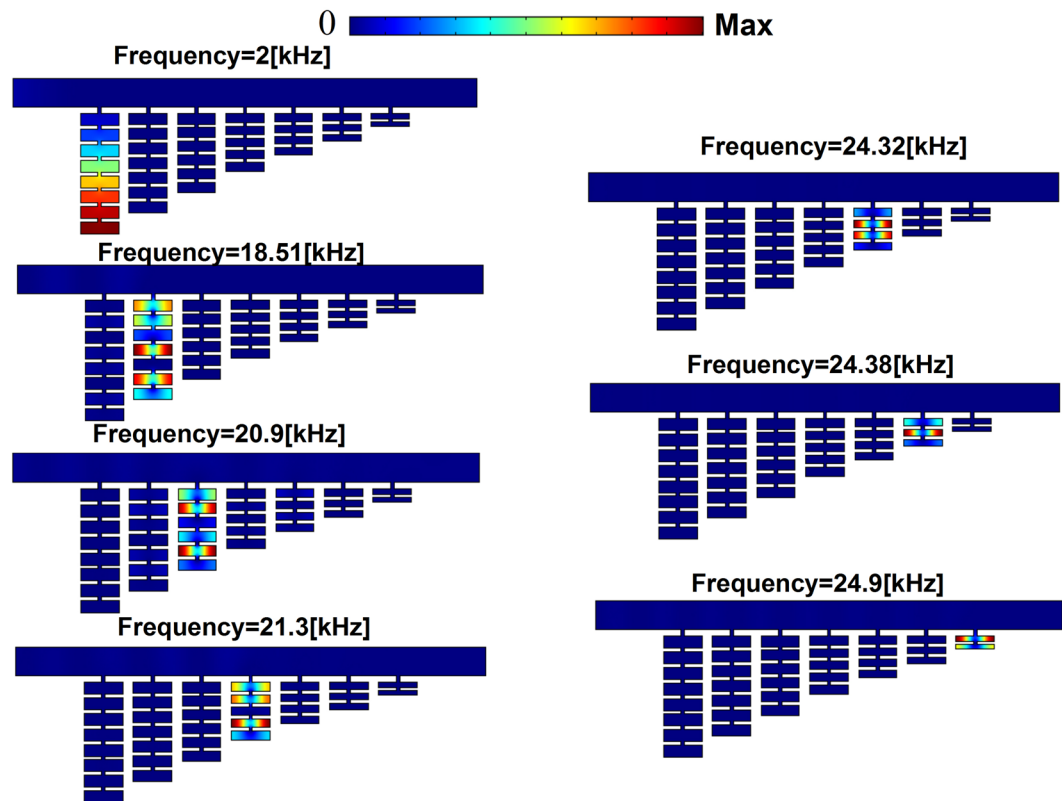 0 Max
Frequency=2[kHz]
Frequency=18.51[kHz]
Frequency=20.9[kHz]
Frequency=21.3[kHz]
Frequency=24.32[kHz]
Frequency=24.38[kHz]
Frequency=24.9[kHz]